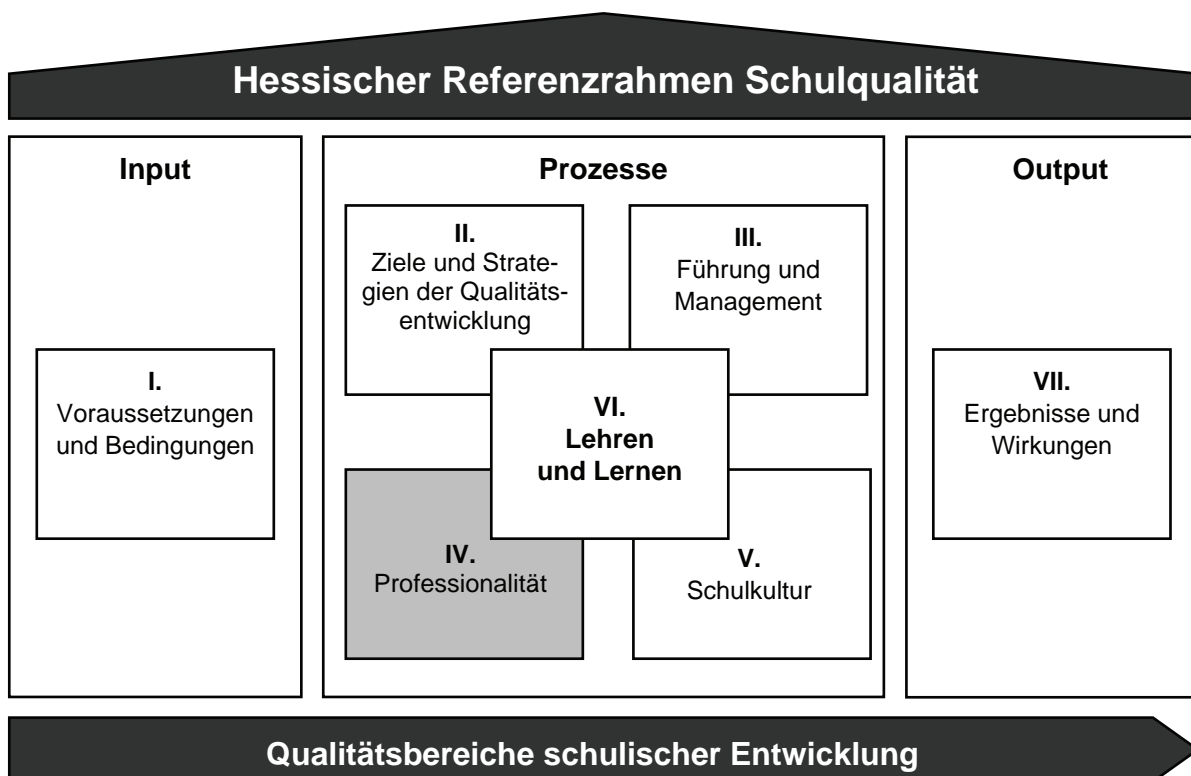 Hessischer Referenzrahmen Schulqualität
Input
I.
Voraussetzungen
und Bedingungen
Prozesse
II.
Ziele und Strate-
gien der Qualitäts-
entwicklung
III.
Führung und
Management
VI.
Lehren
und Lernen
IV.
Professionalität
V.
Schulkultur
Output
VII.
Ergebnisse und
Wirkungen
Qualitätsbereiche schulischer Entwicklung